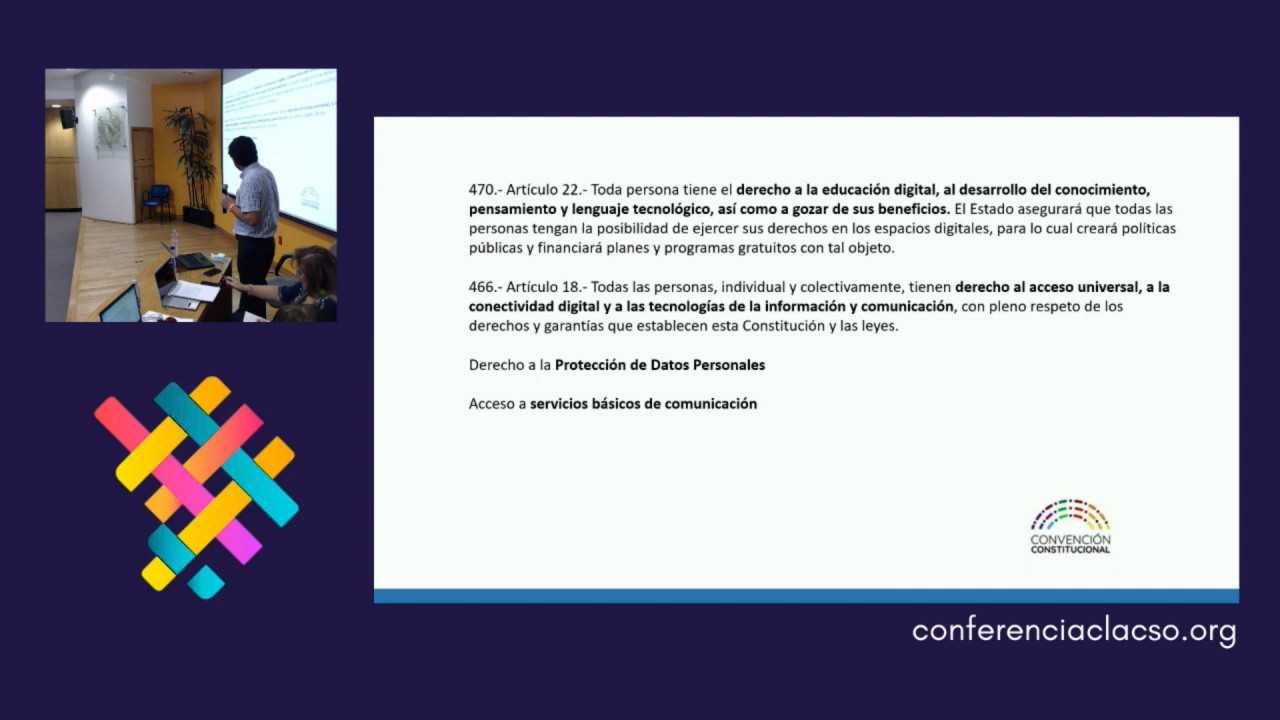 470.- Artículo 22.- Toda persona tiene el derecho a la educación digital, al desarrollo del conocimiento,
pensamiento y lenguaje tecnológico, así como a gozar de sus beneficios. El Estado asegurará que todas las
personas tengan la posibilidad de ejercer sus derechos en los espacios digitales, para lo cual creará políticas
públicas y financiará planes y programas gratuitos con tal objeto.
466.- Artículo 18.- Todas las personas, individual y colectivamente, tienen derecho al acceso universal, a la
conectividad digital y a las tecnologías de la información y comunicación, con pleno respeto de los
derechos y garantías que establecen esta Constitución y las leyes.
Derecho a la Protección de Datos Personales
Acceso a servicios básicos de comunicación
CONVENCIÓN
CONSTITUCIONAL
conferenciaclacso.org